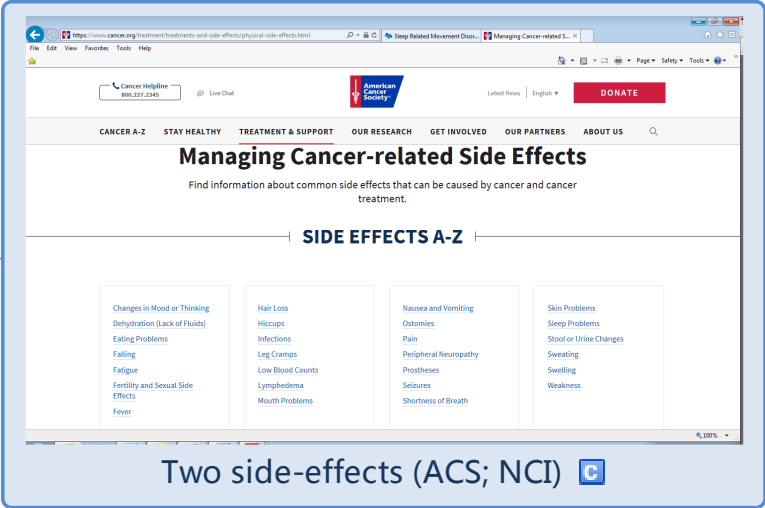 https://www.cancer.org/treatment/treatments-and-side-effects/physical-side-effects.html
Sleep Related Movement Disor...
Managing Cancer-related S...
File Edit View Favorites Tools Help
Page Safety Tools
Cancer Helpline
800.227.2345
Live Chat
American
Cancer
Society
Latest News
English
DONATE
CANCER A-Z STAY HEALTHY TREATMENT & SUPPORT OUR RESEARCH GET INVOLVED OUR PARTNERS ABOUT US
Managing Cancer-related Side Effects
Find information about common side effects that can be caused by cancer and cancer
treatment.
SIDE EFFECTS A-Z
Changes in Mood or Thinking
Dehydration (Lack of Fluids)
Eating Problems
Falling
Fatigue
Fertility and Sexual Side
Effects
Fever
Hair Loss
Hiccups
Infections
Leg Cramps
Low Blood Counts
Lymphedema
Mouth Problems
Nausea and Vomiting
Ostomies
Pain
Peripheral Neuropathy
Prostheses
Seizures
Shortness of Breath
Skin Problems
Sleep Problems
Stool or Urine Changes
Sweating
Swelling
Weakness
100%
Two side-effects (ACS; NCI) C